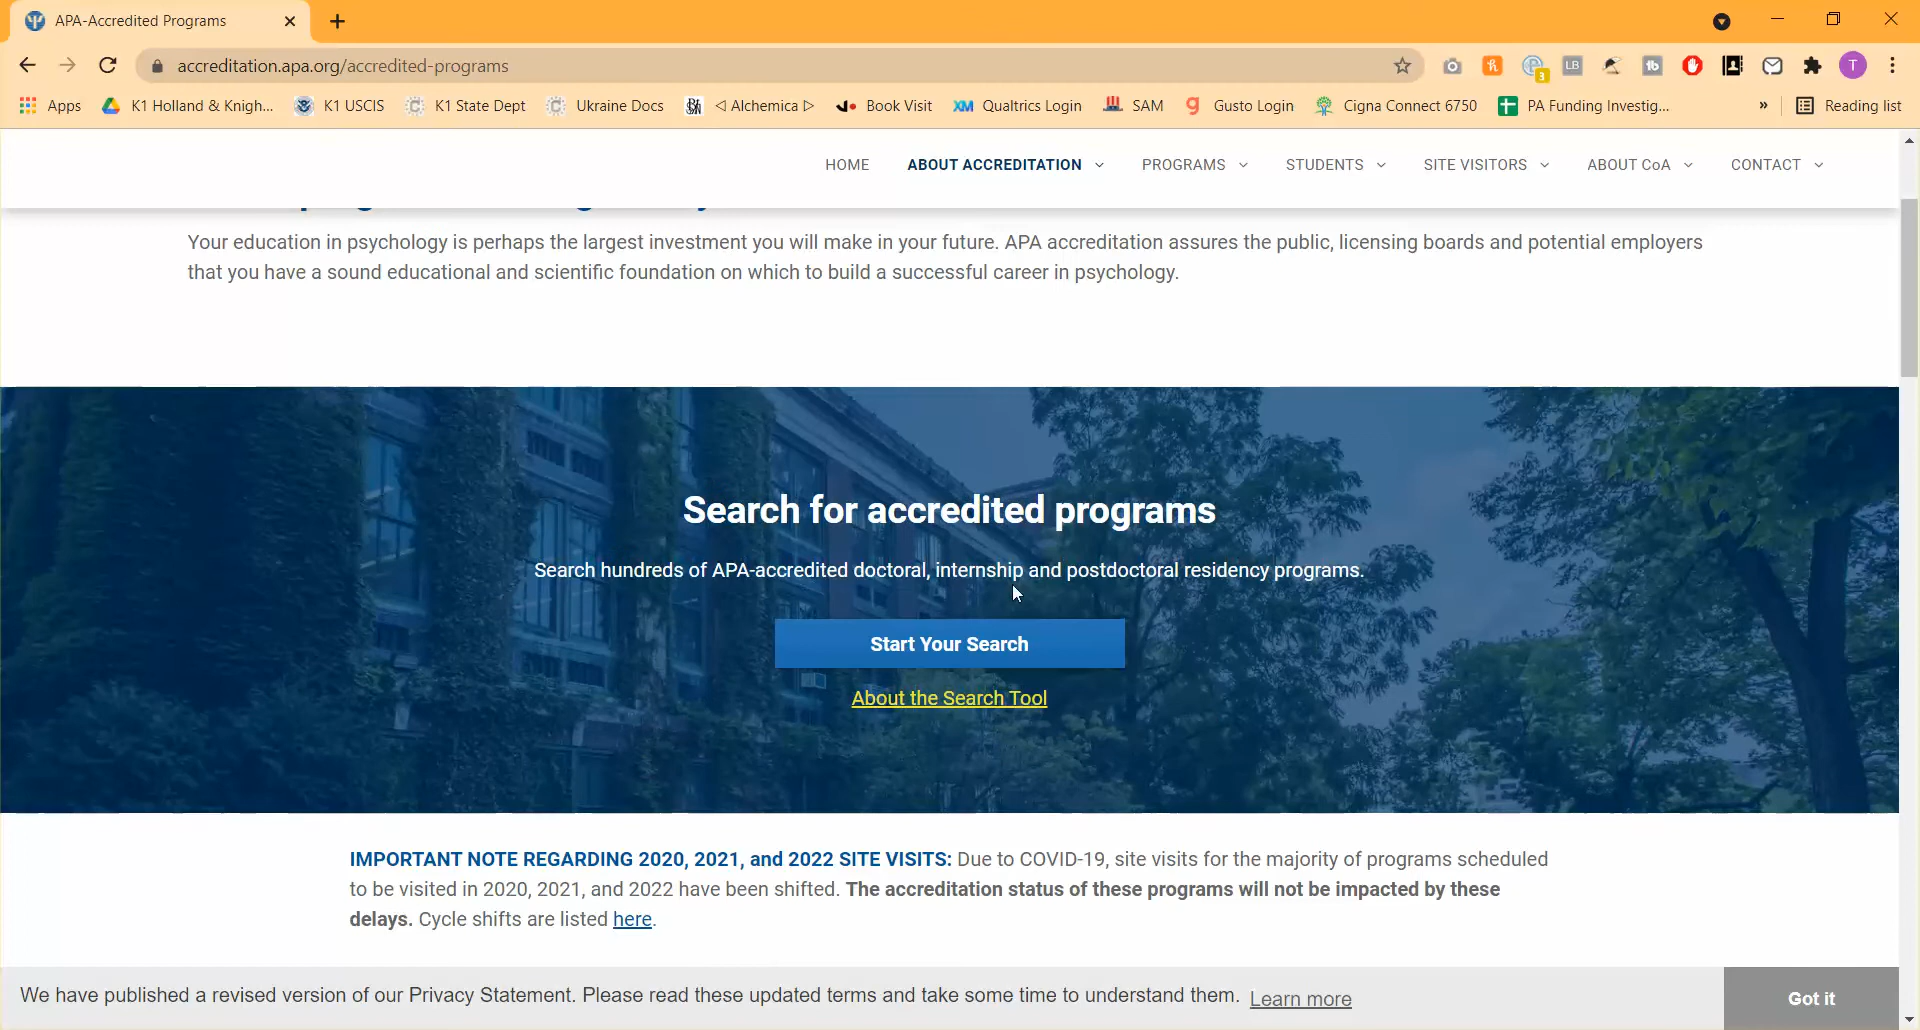 APA-Accredited Programs
accreditation.apa.org/accredited-programs
3
LB
tb
T
Apps
K1 Holland & Knigh...
K1 USCIS
K1 State Dept
Ukraine Docs
◁ Alchemica ▷
Book Visit
XM Qualtrics Login
SAM
g Gusto Login
Cigna Connect 6750
PA Funding Investig...
»
Reading list
HOME
ABOUT ACCREDITATION
PROGRAMS
STUDENTS
SITE VISITORS
ABOUT CoA
CONTACT
Your education in psychology is perhaps the largest investment you will make in your future. APA accreditation assures the public, licensing boards and potential employers
that you have a sound educational and scientific foundation on which to build a successful career in psychology.
Search for accredited programs
Search hundreds of APA-accredited doctoral, internship and postdoctoral residency programs.
Start Your Search
About the Search Tool
IMPORTANT NOTE REGARDING 2020, 2021, and 2022 SITE VISITS: Due to COVID-19, site visits for the majority of programs scheduled
to be visited in 2020, 2021, and 2022 have been shifted. The accreditation status of these programs will not be impacted by these
delays. Cycle shifts are listed here.
We have published a revised version of our Privacy Statement. Please read these updated terms and take some time to understand them. Learn more
Got it